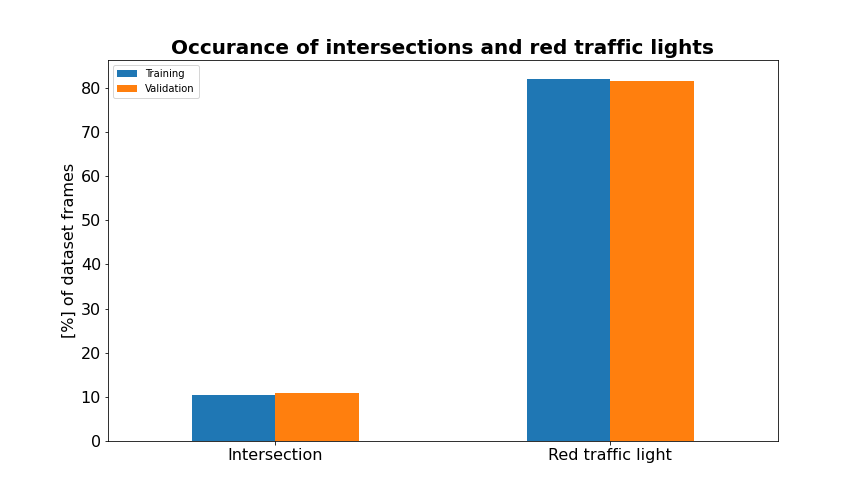 Occurance of intersections and red traffic lights
Training
Validation
[%] of dataset frames
80
70
60
50
40
30
20
10
0
Intersection
Red traffic light